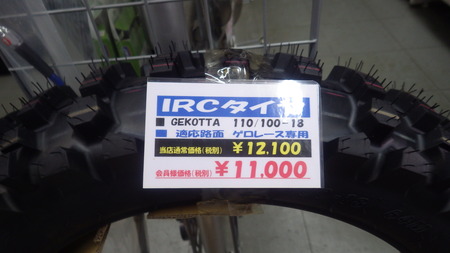 IRCタイヤ
■ GEKOTTA 110/100-18
■ 適応路面 ゲロレース専用
当店通常価格(税別) ¥12.100
会員様価格(税別) ¥11.000